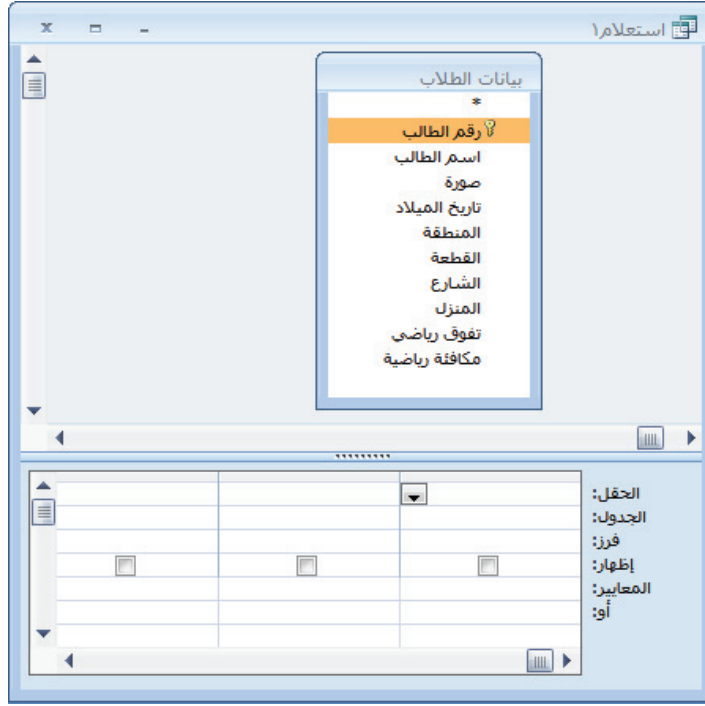 استعلام١
بيانات الطلاب
*
رقم الطالب
اسم الطالب
صورة
تاريخ الميلاد
المنطقة
القطعة
الشارع
المنزل
تفوق رياضي
مكافئة رياضية
الحقل:
الجدول:
فرز:
إظهار:
المعايير:
أو: